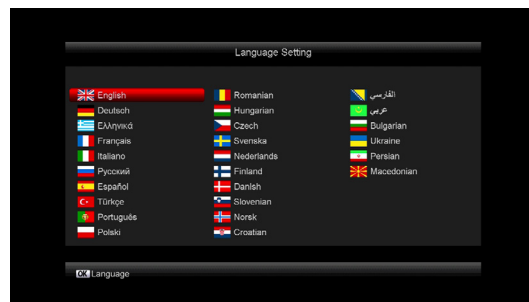 Language Setting
English
Deutsch
Ελληνικά
Français
Italiano
Русский
Español
Türkçe
Português
Polski
Romanian
Hungarian
Czech
Svenska
Nederlands
Finland
Danish
Slovenian
Norsk
Croatian
الفارسي
عربي
Bulgarian
Ukraine
Persian
Macedonian
OK Language